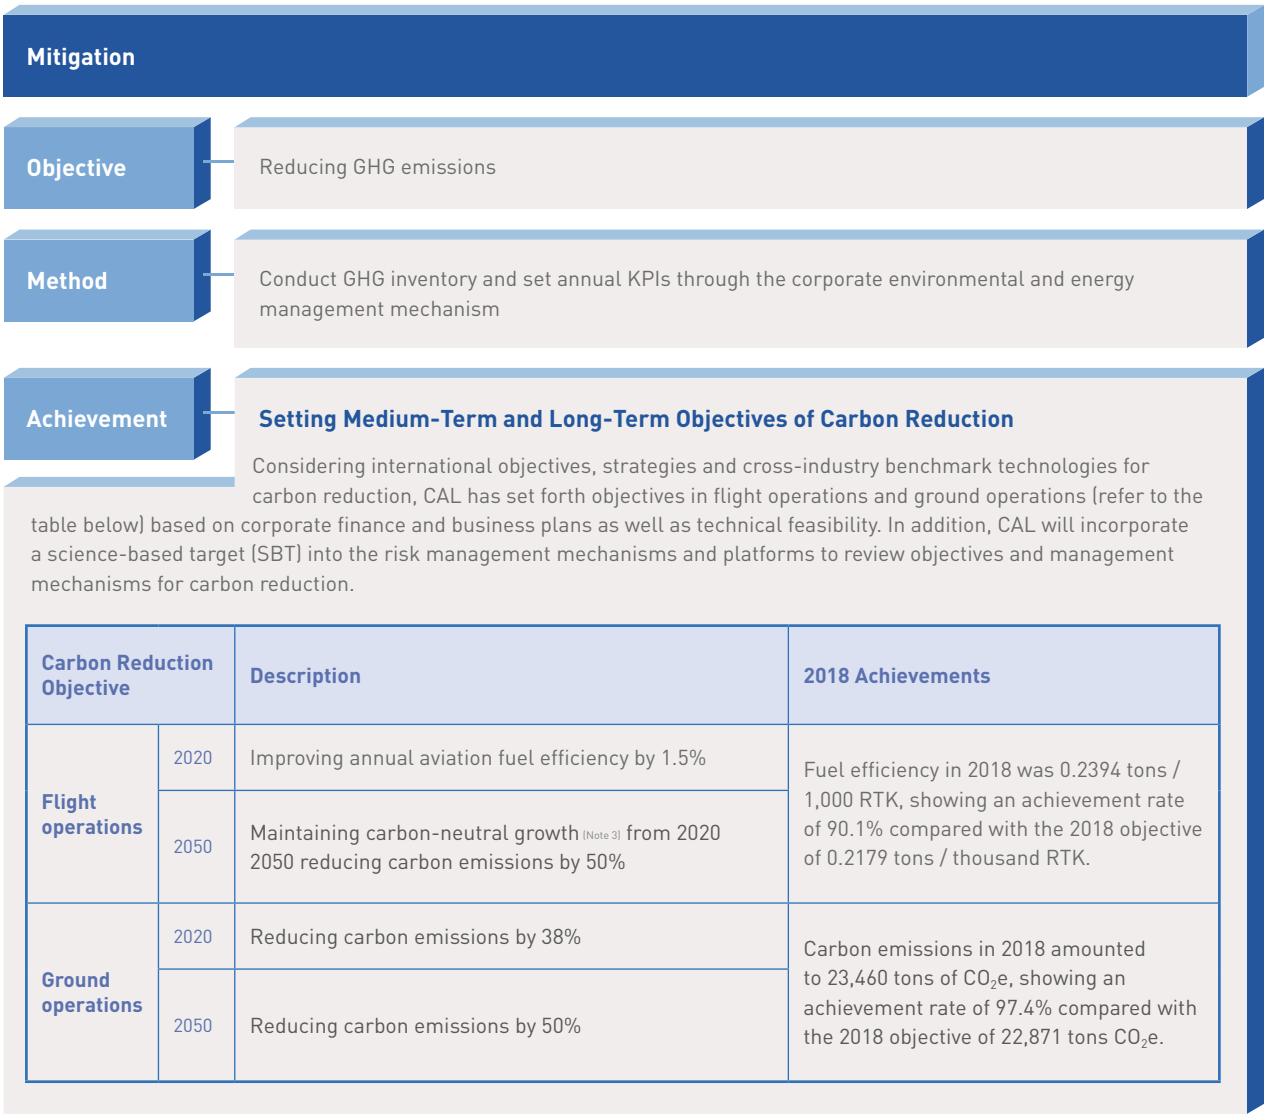 Mitigation
Objective
Reducing GHG emissions
Method
Conduct GHG inventory and set annual KPIs through the corporate environmental and energy
management mechanism
Achievement
Setting Medium-Term and Long-Term Objectives of Carbon Reduction
Considering international objectives, strategies and cross-industry benchmark technologies for
carbon reduction, CAL has set forth objectives in flight operations and ground operations (refer to the
table below) based on corporate finance and business plans as well as technical feasibility. In addition, CAL will incorporate
a science-based target (SBT) into the risk management mechanisms and platforms to review objectives and management
mechanisms for carbon reduction.
Carbon Reduction
Objective
Description
2018 Achievements
Flight
operations
2020
Improving annual aviation fuel efficiency by 1.5%
2050
Maintaining carbon-neutral growth (Note 3) from 2020
2050 reducing carbon emissions by 50%
Fuel efficiency in 2018 was 0.2394 tons /
1,000 RTK, showing an achievement rate
of 90.1% compared with the 2018 objective
of 0.2179 tons / thousand RTK.
Ground
operations
2020
Reducing carbon emissions by 38%
2050
Reducing carbon emissions by 50%
Carbon emissions in 2018 amounted
to 23,460 tons of CO₂e, showing an
achievement rate of 97.4% compared with
the 2018 objective of 22,871 tons CO₂e.